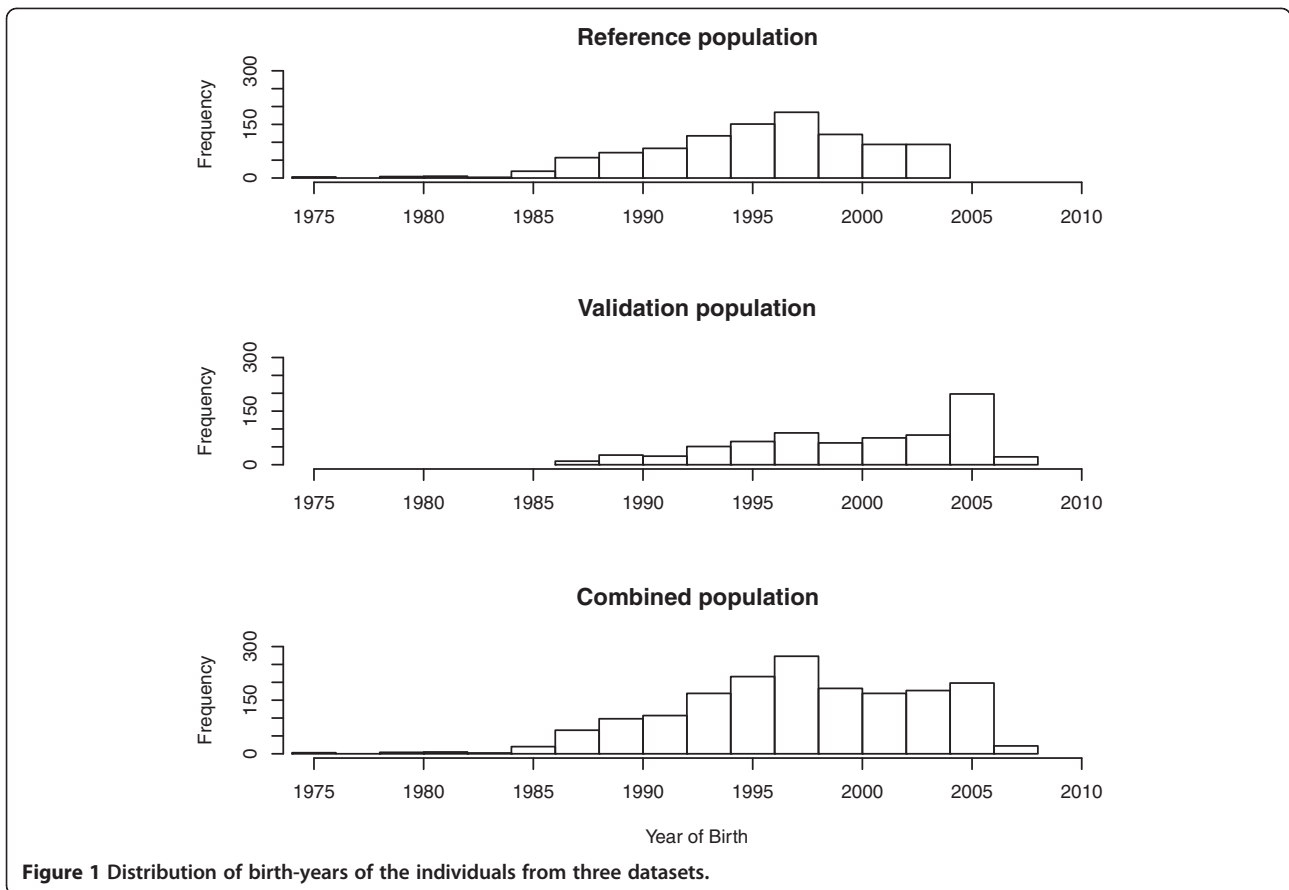 Reference population
Frequency
0 150 300
1975 1980 1985 1990 1995 2000 2005 2010
Validation population
Frequency
0 150 300
1975 1980 1985 1990 1995 2000 2005 2010
Combined population
Frequency
0 150 300
1975 1980 1985 1990 1995 2000 2005 2010
Year of Birth
Figure 1 Distribution of birth-years of the individuals from three datasets.